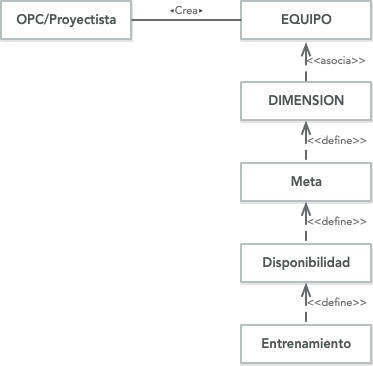 OPC/Proyectista
◂Crea▸
EQUIPO
<<asocia>>
DIMENSION
<<define>>
Meta
<<define>>
Disponibilidad
<<define>>
Entrenamiento